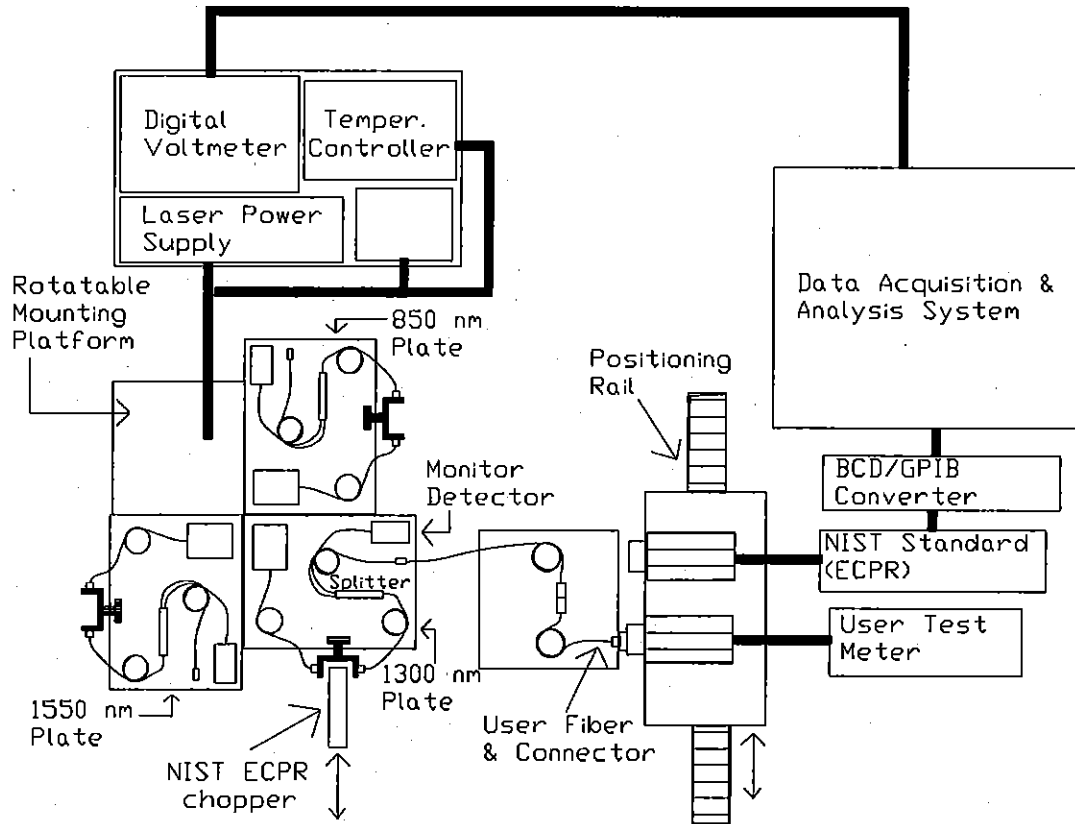 Digital
Voltmeter
Temper.
Controller
Laser Power
Supply
Rotatable
Mounting
Platform
850 nm
Plate
Data Acquisition &
Analysis System
Positioning
Rail
Monitor
Detector
BCD/GPIB
Converter
NIST Standard
(ECPR)
Splitter
User Test
Meter
1300 nm
Plate
1550 nm
Plate
User Fiber
& Connector
NIST ECPR
chopper